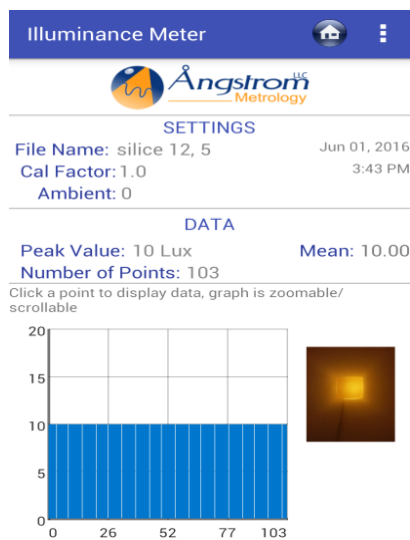 Illuminance Meter
Ångstrom LLC
Metrology
SETTINGS
File Name: silice 12, 5 Jun 01, 2016
Cal Factor: 1.0 3:43 PM
Ambient: 0
DATA
Peak Value: 10 Lux Mean: 10.00
Number of Points: 103
Click a point to display data, graph is zoomable/
scrollable
20
15
10
5
0
0 26 52 77 103